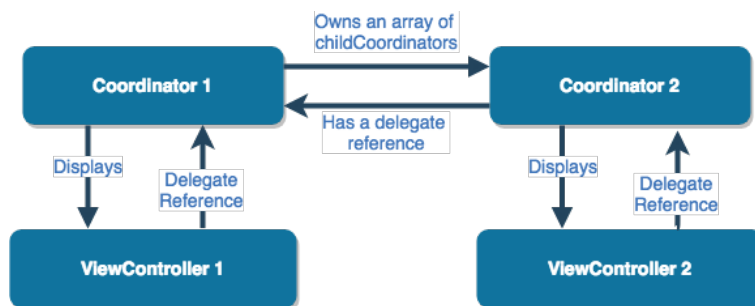 Owns an array of
childCoordinators
Coordinator 1
Coordinator 2
Has a delegate
reference
Displays
Delegate
Reference
Displays
Delegate
Reference
ViewController 1
ViewController 2